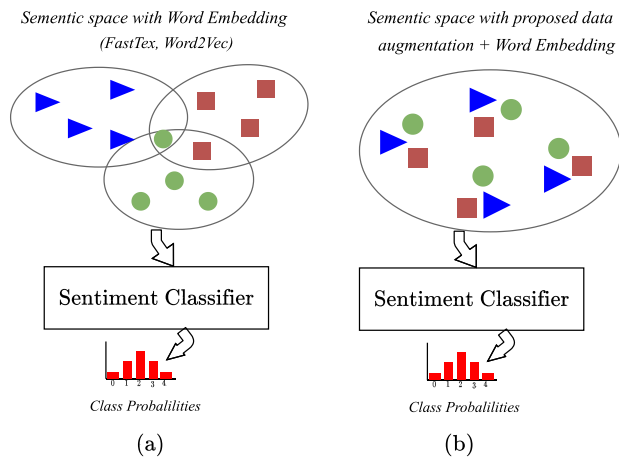 Sementic space with Word Embedding
(FastTex, Word2Vec)
Sementic space with proposed data
augmentation + Word Embedding
Sentiment Classifier
Sentiment Classifier
0 1 2 3 4
0 1 2 3 4
Class Probalilities
Class Probalilities
(a)
(b)